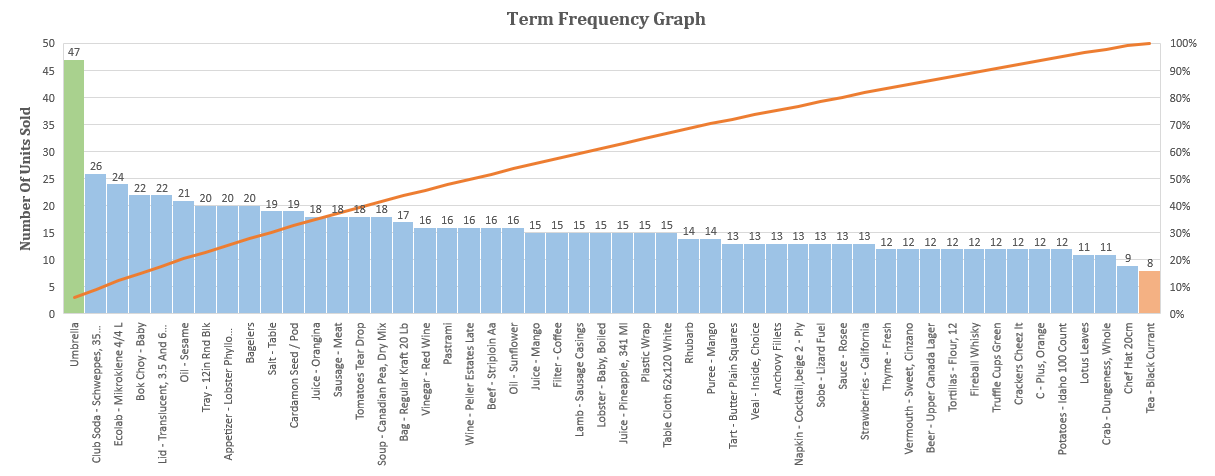 Term Frequency Graph
Number Of Units Sold
50
45
40
35
30
25
20
15
10
5
0
100%
90%
80%
70%
60%
50%
40%
30%
20%
10%
0%
47
26
24
22
22
21
20
20
20
19
19
18
18
18
18
17
16
16
16
16
16
15
15
15
15
15
15
15
14
14
13
13
13
13
13
13
13
12
12
12
12
12
12
12
12
12
11
11
9
8
Umbrella
Club Soda - Schweppes, 35...
Ecolab - Mikroklene 4/4 L
Bok Choy - Baby
Lid - Translucent, 3.5 And 6...
Oil - Sesame
Tray - 12in Rnd Blk
Appetizer - Lobster Phyllo...
Bagelers
Salt - Table
Cardamon Seed / Pod
Juice - Orangina
Sausage - Meat
Tomatoes Tear Drop
Soup - Canadian Pea, Dry Mix
Bag - Regular Kraft 20 Lb
Vinegar - Red Wine
Pastrami
Wine - Peller Estates Late
Beef - Striploin Aa
Oil - Sunflower
Juice - Mango
Filter - Coffee
Lamb - Sausage Casings
Lobster - Baby, Boiled
Juice - Pineapple, 341 Ml
Plastic Wrap
Table Cloth 62x120 White
Rhubarb
Puree - Mango
Tart - Butter Plain Squares
Veal - Inside, Choice
Anchovy Fillets
Napkin - Cocktail,beige 2 - Ply
Sobe - Lizard Fuel
Sauce - Rosee
Strawberries - California
Thyme - Fresh
Vermouth - Sweet, Cinzano
Beer - Upper Canada Lager
Tortillas - Flour, 12
Fireball Whisky
Truffle Cups Green
Crackers Cheez It
C - Plus, Orange
Potatoes - Idaho 100 Count
Lotus Leaves
Crab - Dungeness, Whole
Chef Hat 20cm
Tea - Black Currant